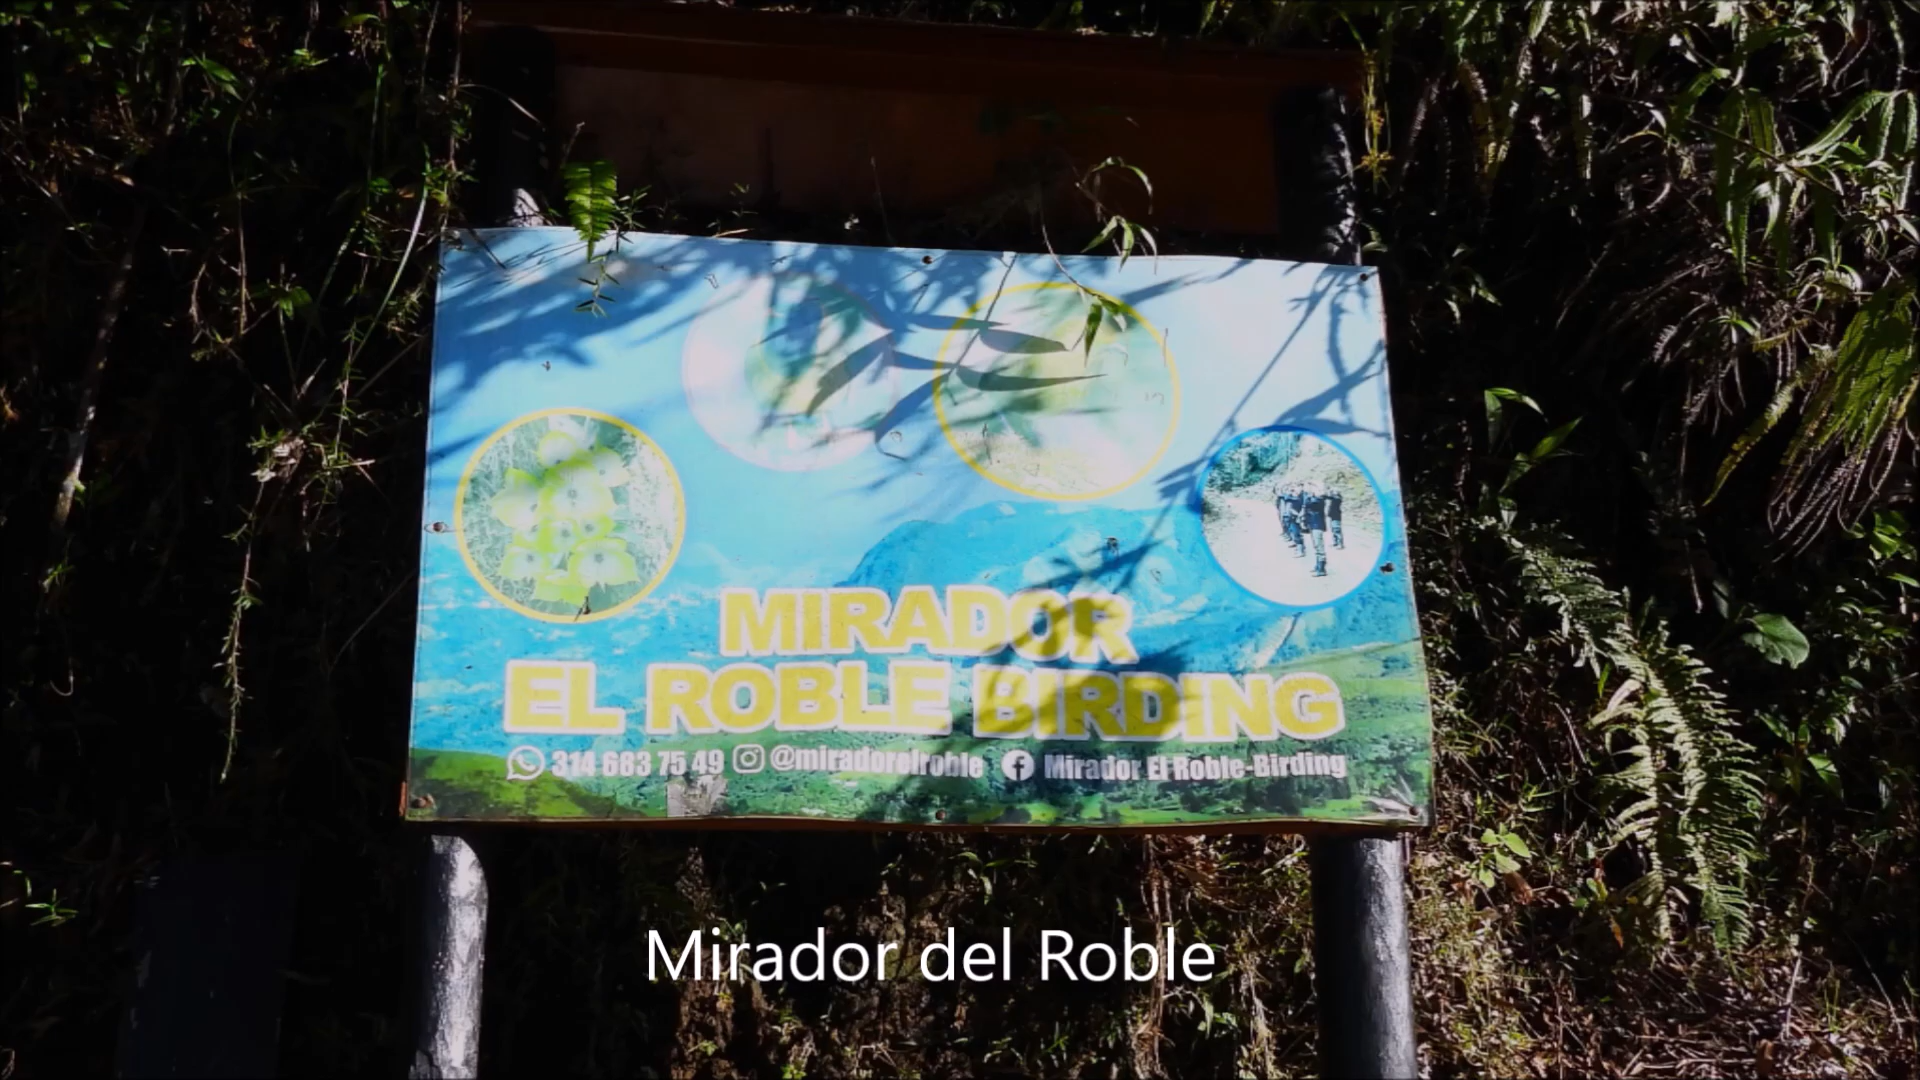 MIRADOR
EL ROBLE BIRDING
314 683 75 49 @miradorelroble Mirador El Roble-Birding
Mirador del Roble